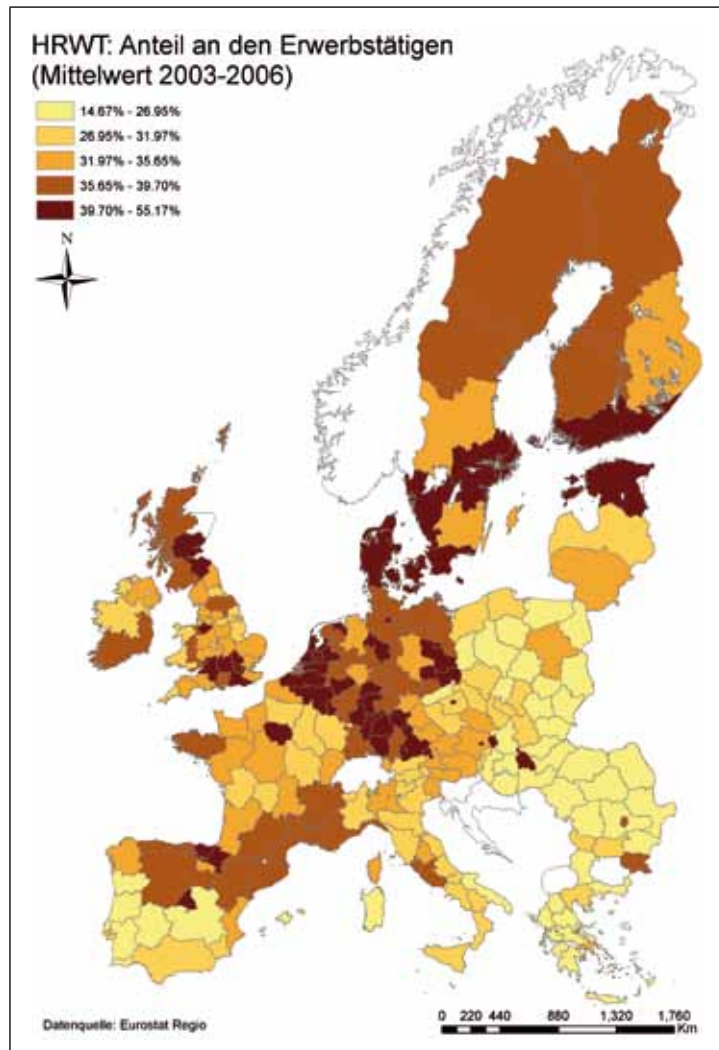 HRWT: Anteil an den Erwerbstätigen
(Mittelwert 2003-2006)
14.67% - 26.95%
26.95% - 31.97%
31.97% - 35.65%
35.65% - 39.70%
39.70% - 55.17%
N
Datenquelle: Eurostat Regio
0 220 440 880 1,320 1,760
Km